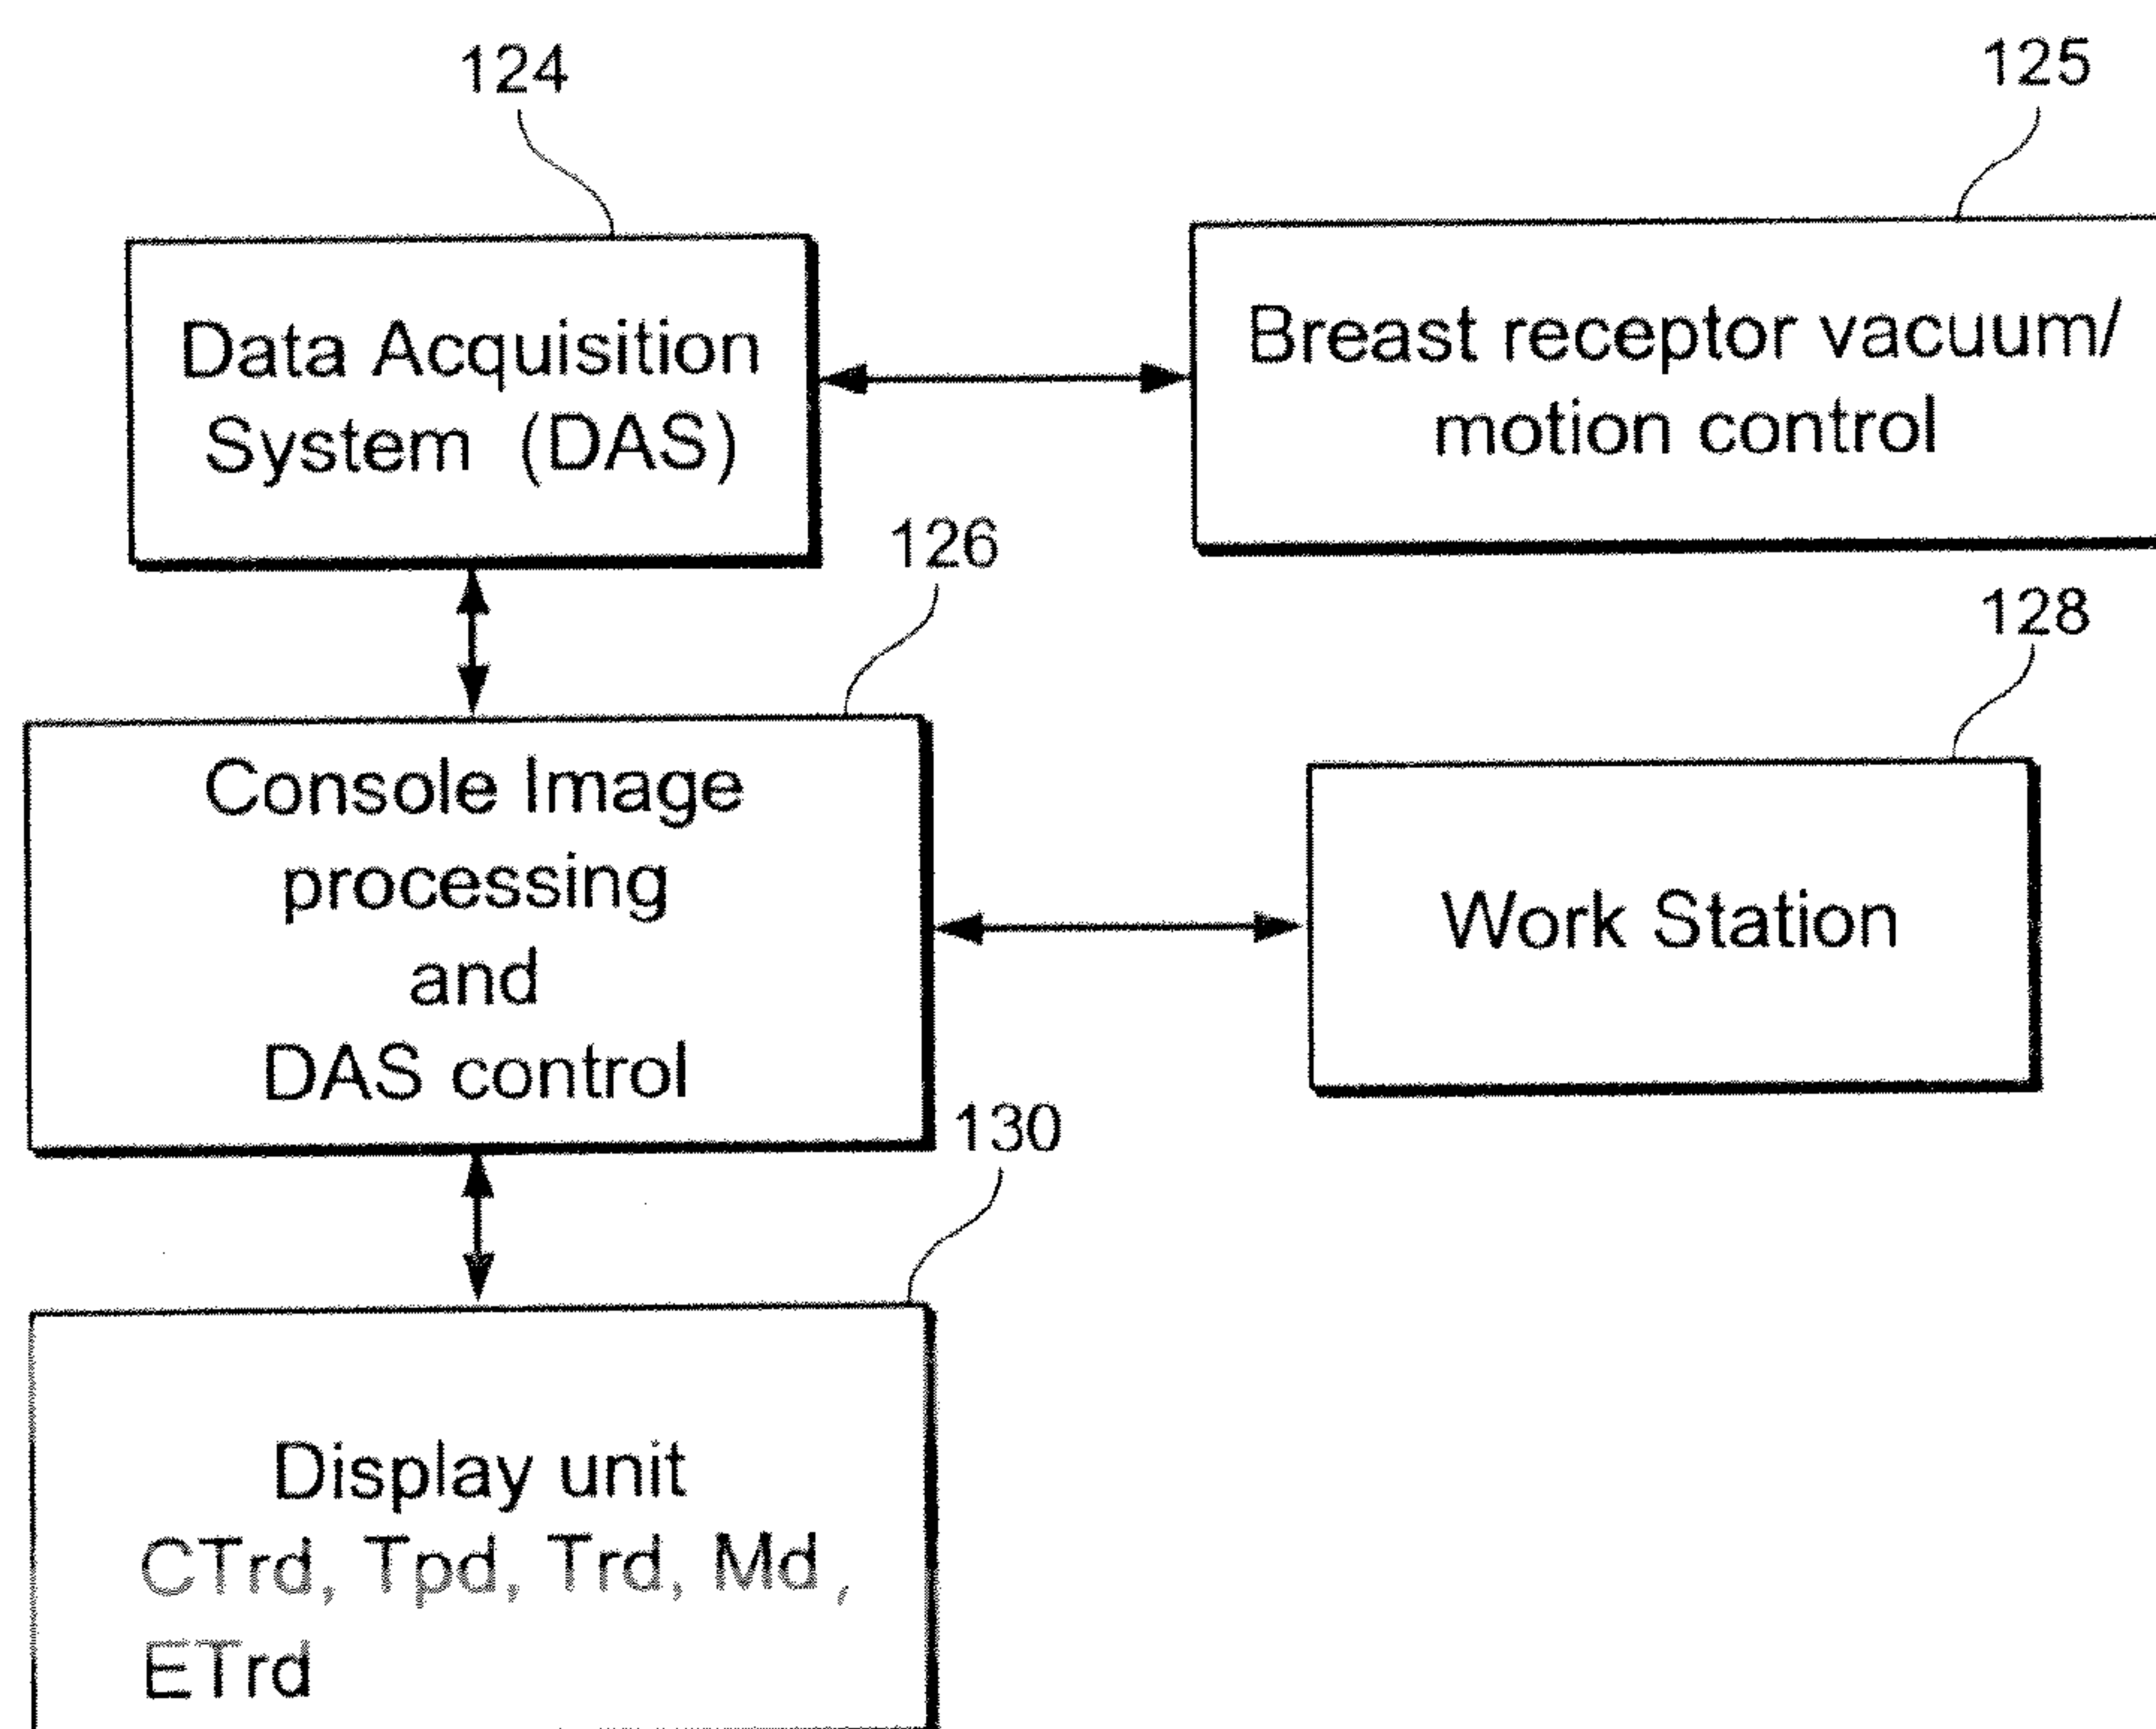 124
125
Data Acquisition
System (DAS)
Breast receptor vacuum/
motion control
126
128
Console Image
processing
and
DAS control
Work Station
130
Display unit
CTrd, Tpd, Trd, Md,
ETrd